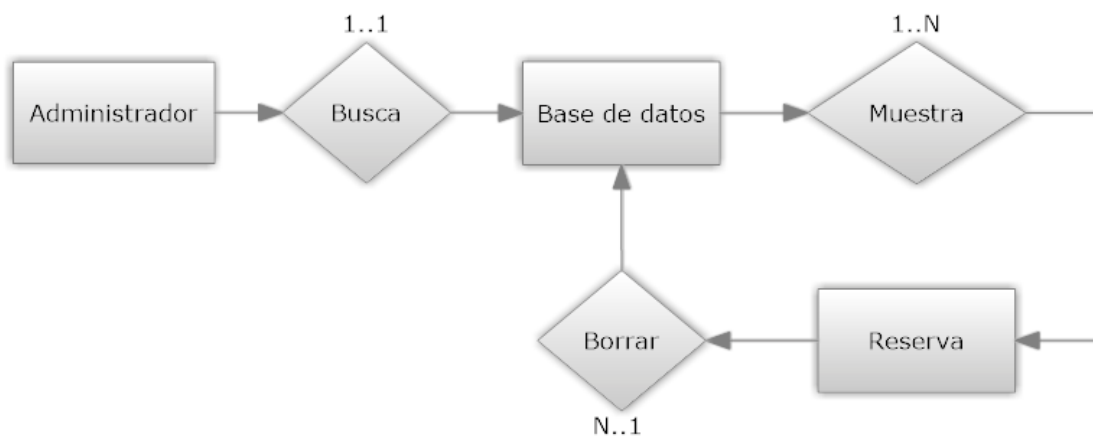 1..1
1..N
Administrador
Busca
Base de datos
Muestra
Borrar
Reserva
N..1